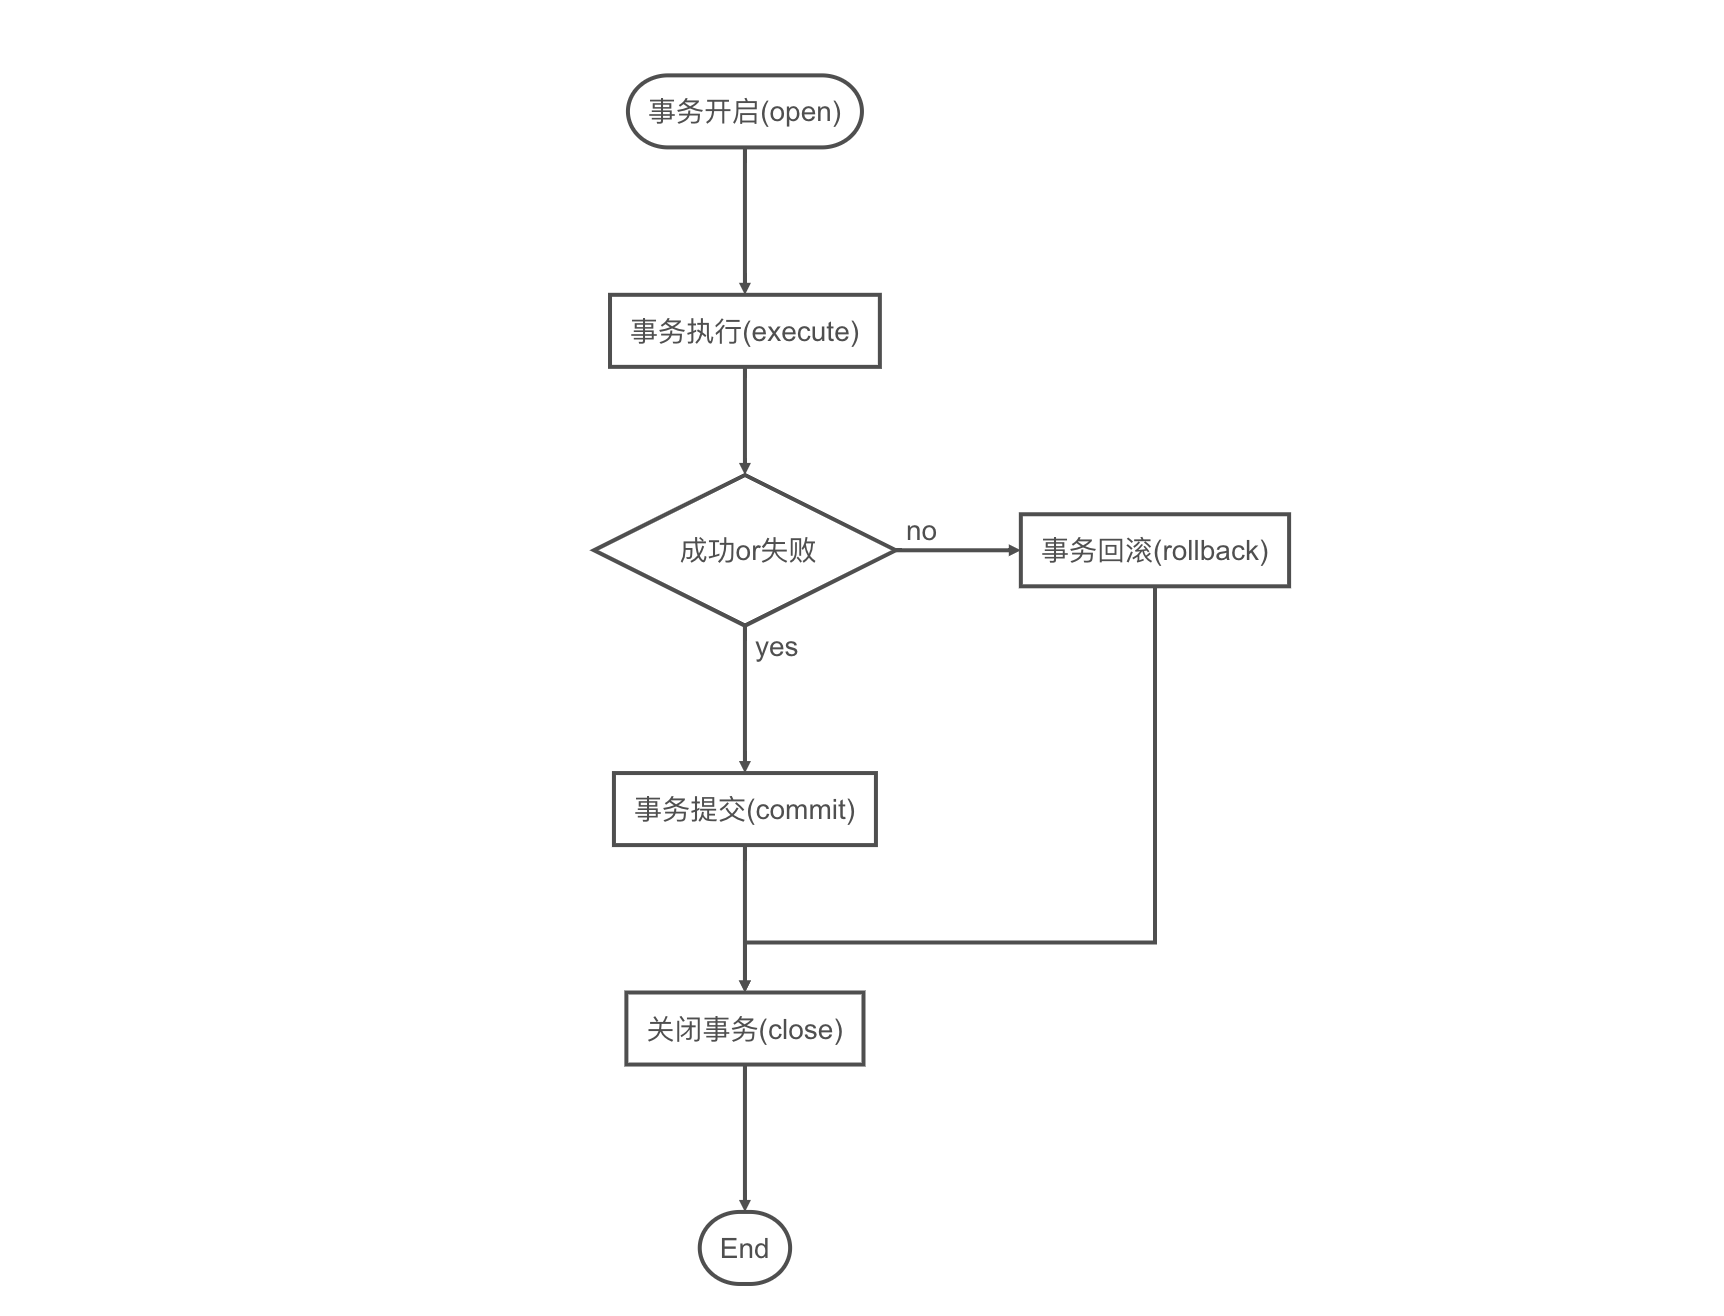 事务开启(open)
事务执行(execute)
成功or失败
no
事务回滚(rollback)
yes
事务提交(commit)
关闭事务(close)
End